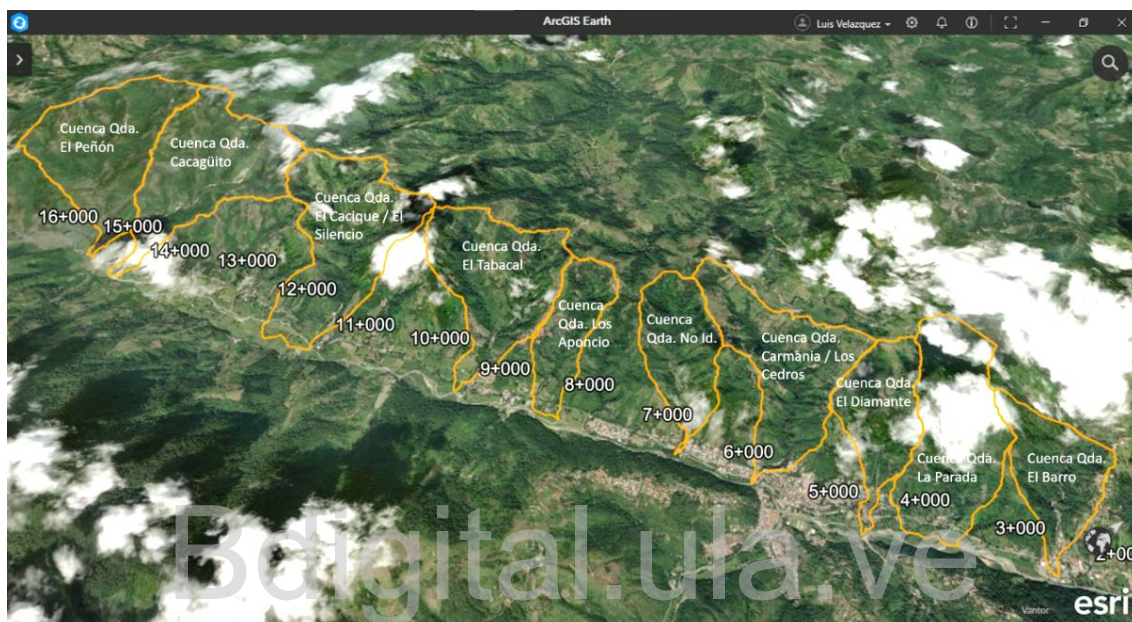 ArcGIS Earth
Luis Velazquez
Cuenca Qda.
El Peñón
Cuenca Qda.
Cacagüito
Cuenca Qda.
El Cacique / El
Silencio
Cuenca Qda.
El Tabacal
Cuenca
Qda. Los
Aponcio
Cuenca
Qda. No Id.
Cuenca Qda.
Carmania / Los
Cedros
Cuenca Qda.
El Diamante
Cuenca Qda.
La Parada
Cuenca Qda.
El Barro
16+000
15+000
14+000
13+000
12+000
11+000
10+000
9+000
8+000
7+000
6+000
5+000
4+000
3+000
2+00
Bdigital.ula.ve
Vantor
esri